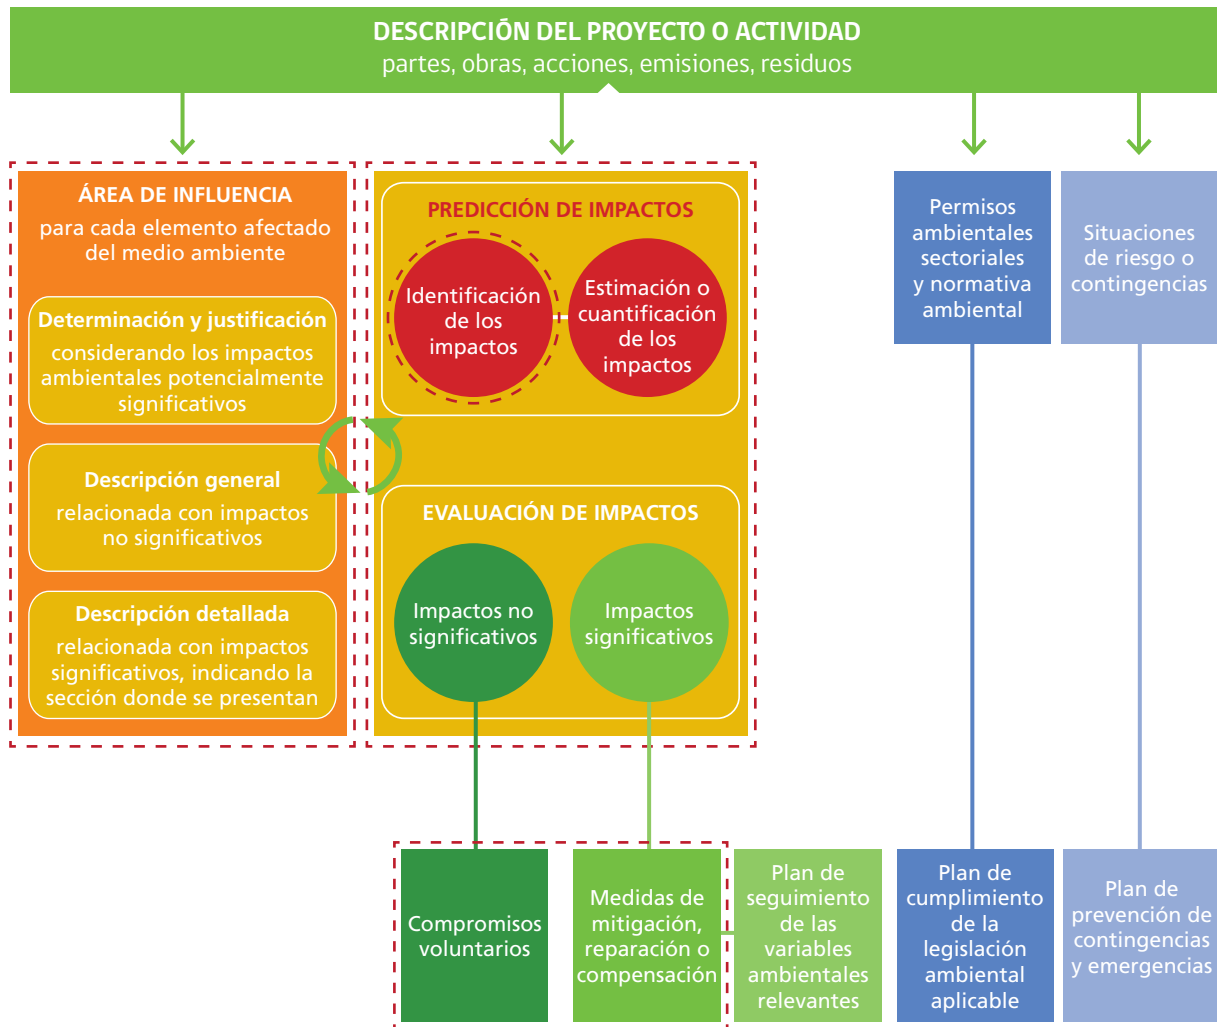 DESCRIPCIÓN DEL PROYECTO O ACTIVIDAD
partes, obras, acciones, emisiones, residuos
ÁREA DE INFLUENCIA
para cada elemento afectado
del medio ambiente
Determinación y justificación
considerando los impactos
ambientales potencialmente
significativos
Descripción general
relacionada con impactos
no significativos
Descripción detallada
relacionada con impactos
significativos, indicando la
sección donde se presentan
PREDICCIÓN DE IMPACTOS
Identificación
de los
impactos
Estimación o
cuantificación
de los
impactos
EVALUACIÓN DE IMPACTOS
Impactos no
significativos
Impactos
significativos
Permisos
ambientales
sectoriales
y normativa
ambiental
Situaciones
de riesgo o
contingencias
Compromisos
voluntarios
Medidas de
mitigación,
reparación o
compensación
Plan de
seguimiento
de las
variables
ambientales
relevantes
Plan de
cumplimiento
de la
legislación
ambiental
aplicable
Plan de
prevención de
contingencias
y emergencias